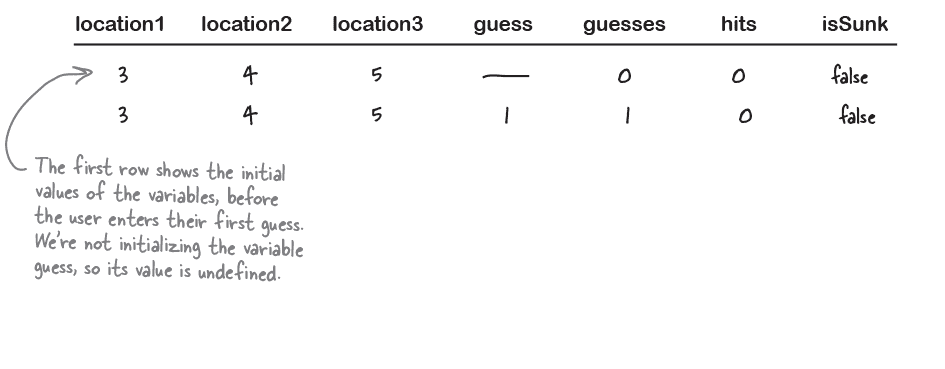 location1 location2 location3 guess guesses hits isSunk
3 4 5 — 0 0 false
3 4 5 1 1 0 false
The first row shows the initial
values of the variables, before
the user enters their first guess.
We're not initializing the variable
guess, so its value is undefined.